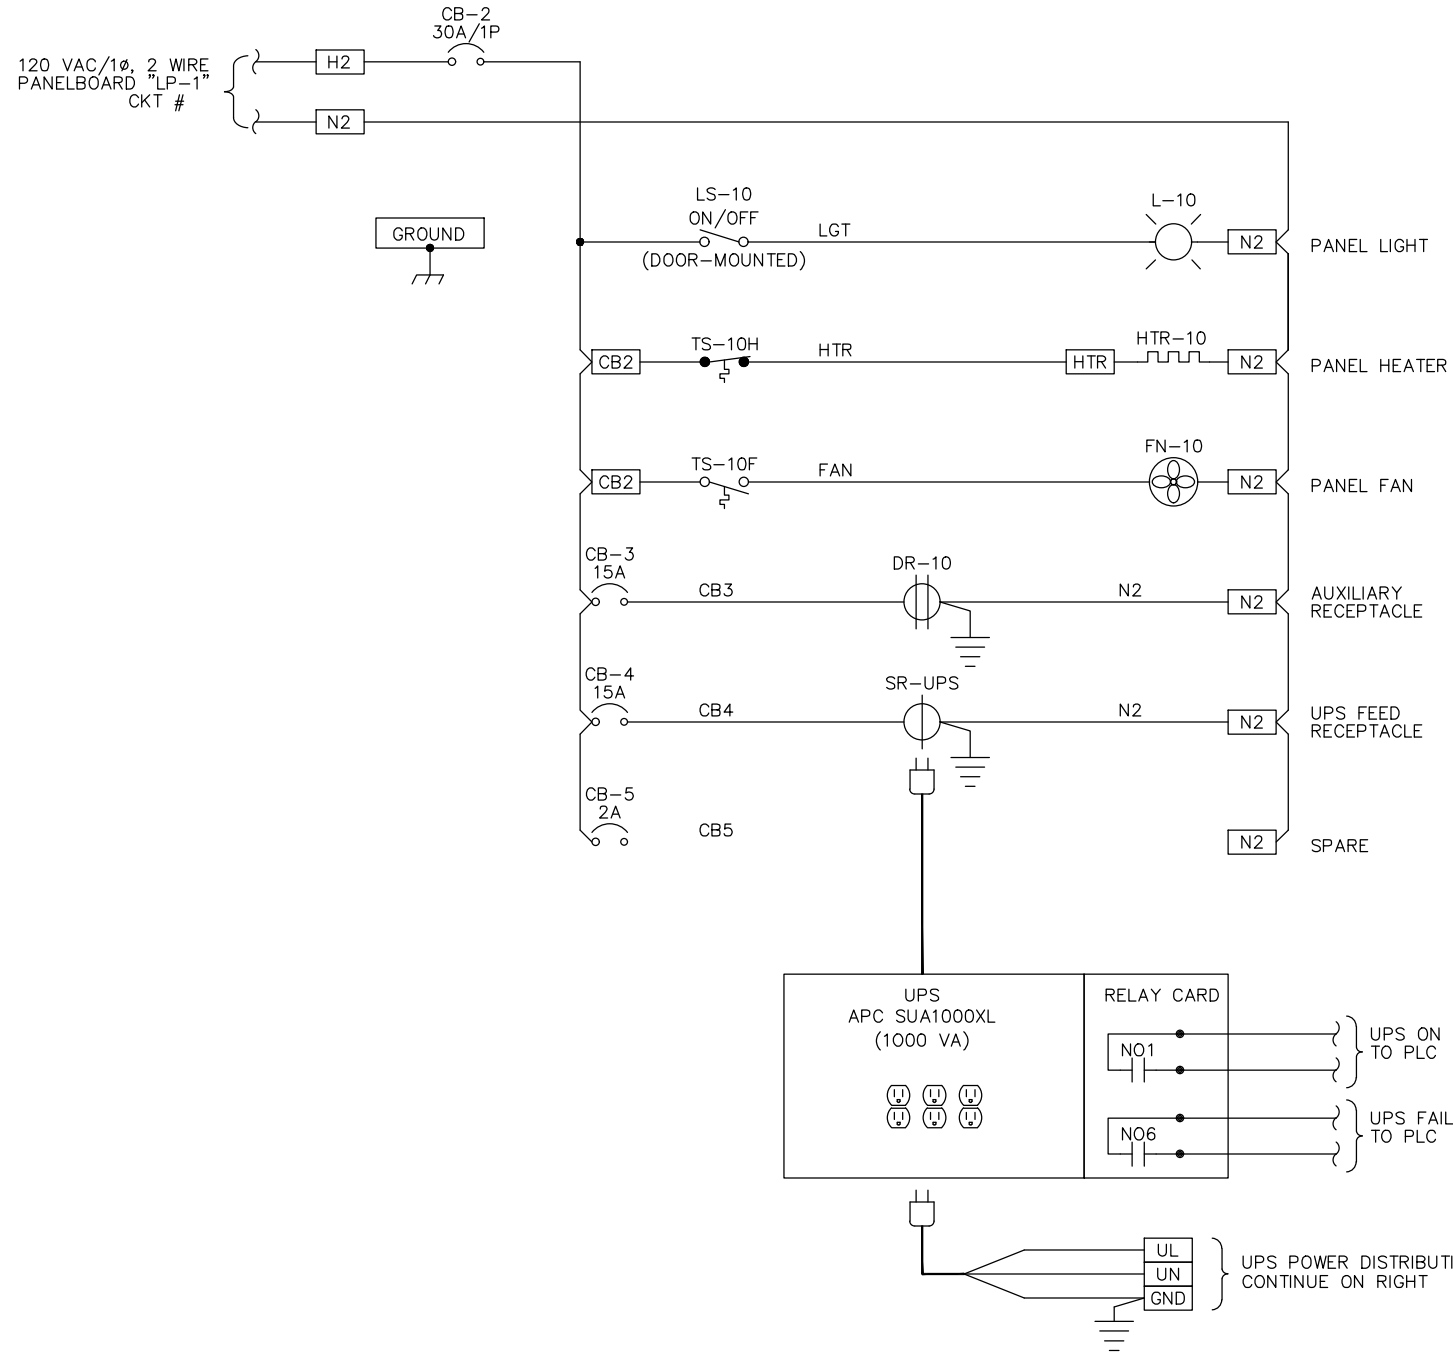 CB-2
30A/1P
120 VAC/1ø, 2 WIRE
PANELBOARD "LP-1"
CKT #
H2
N2
GROUND
LS-10
ON/OFF
(DOOR-MOUNTED)
LGT
L-10
N2
PANEL LIGHT
CB2
TS-10H
HTR
HTR
HTR-10
N2
PANEL HEATER
CB2
TS-10F
FAN
FN-10
N2
PANEL FAN
CB-3
15A
CB3
DR-10
N2
N2
AUXILIARY
RECEPTACLE
CB-4
15A
CB4
SR-UPS
N2
N2
UPS FEED
RECEPTACLE
CB-5
2A
CB5
N2
SPARE
UPS
APC SUA1000XL
(1000 VA)
RELAY CARD
NO1
UPS ON
TO PLC
NO6
UPS FAIL
TO PLC
UL
UN
GND
UPS POWER DISTRIBUTI
CONTINUE ON RIGHT